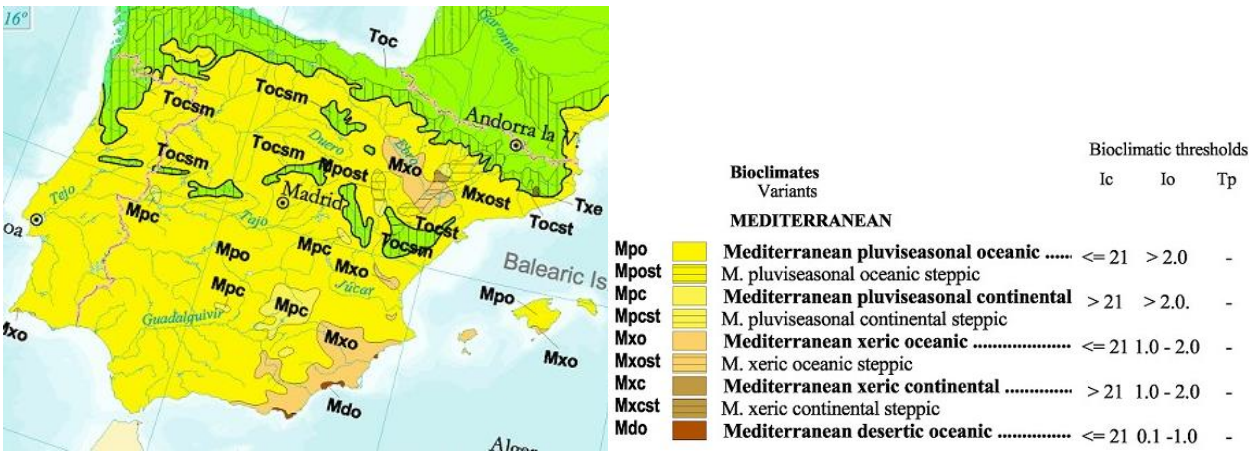 16º
Garonne
Toc
Tocsm
Tocsm
Andorra la V
Duero
Ebro
Tocsm
Tocsm
Mpost
Mxo
Mxost
Txe
Tejo
Madrid
Tocst
Tocst
oa
Mpc
Tajo
Mpc
Tocsm
Mpo
Mxo
Balearic Is
Júcar
Mpo
Mpc
Mpc
Guadalquivir
Mxo
Mxo
Mxo
Mdo
Alger
Bioclimatic thresholds
Bioclimates Ic Io Tp
Variants
MEDITERRANEAN
Mpo Mediterranean pluviseasonal oceanic ...... <= 21 > 2.0 -
Mpost M. pluviseasonal oceanic steppic
Mpc Mediterranean pluviseasonal continental > 21 > 2.0. -
Mpcst M. pluviseasonal continental steppic
Mxo Mediterranean xeric oceanic ................... <= 21 1.0 - 2.0 -
Mxost M. xeric oceanic steppic
Mxc Mediterranean xeric continental ............. > 21 1.0 - 2.0 -
Mxcst M. xeric continental steppic
Mdo Mediterranean desertic oceanic ................ <= 21 0.1 -1.0 -